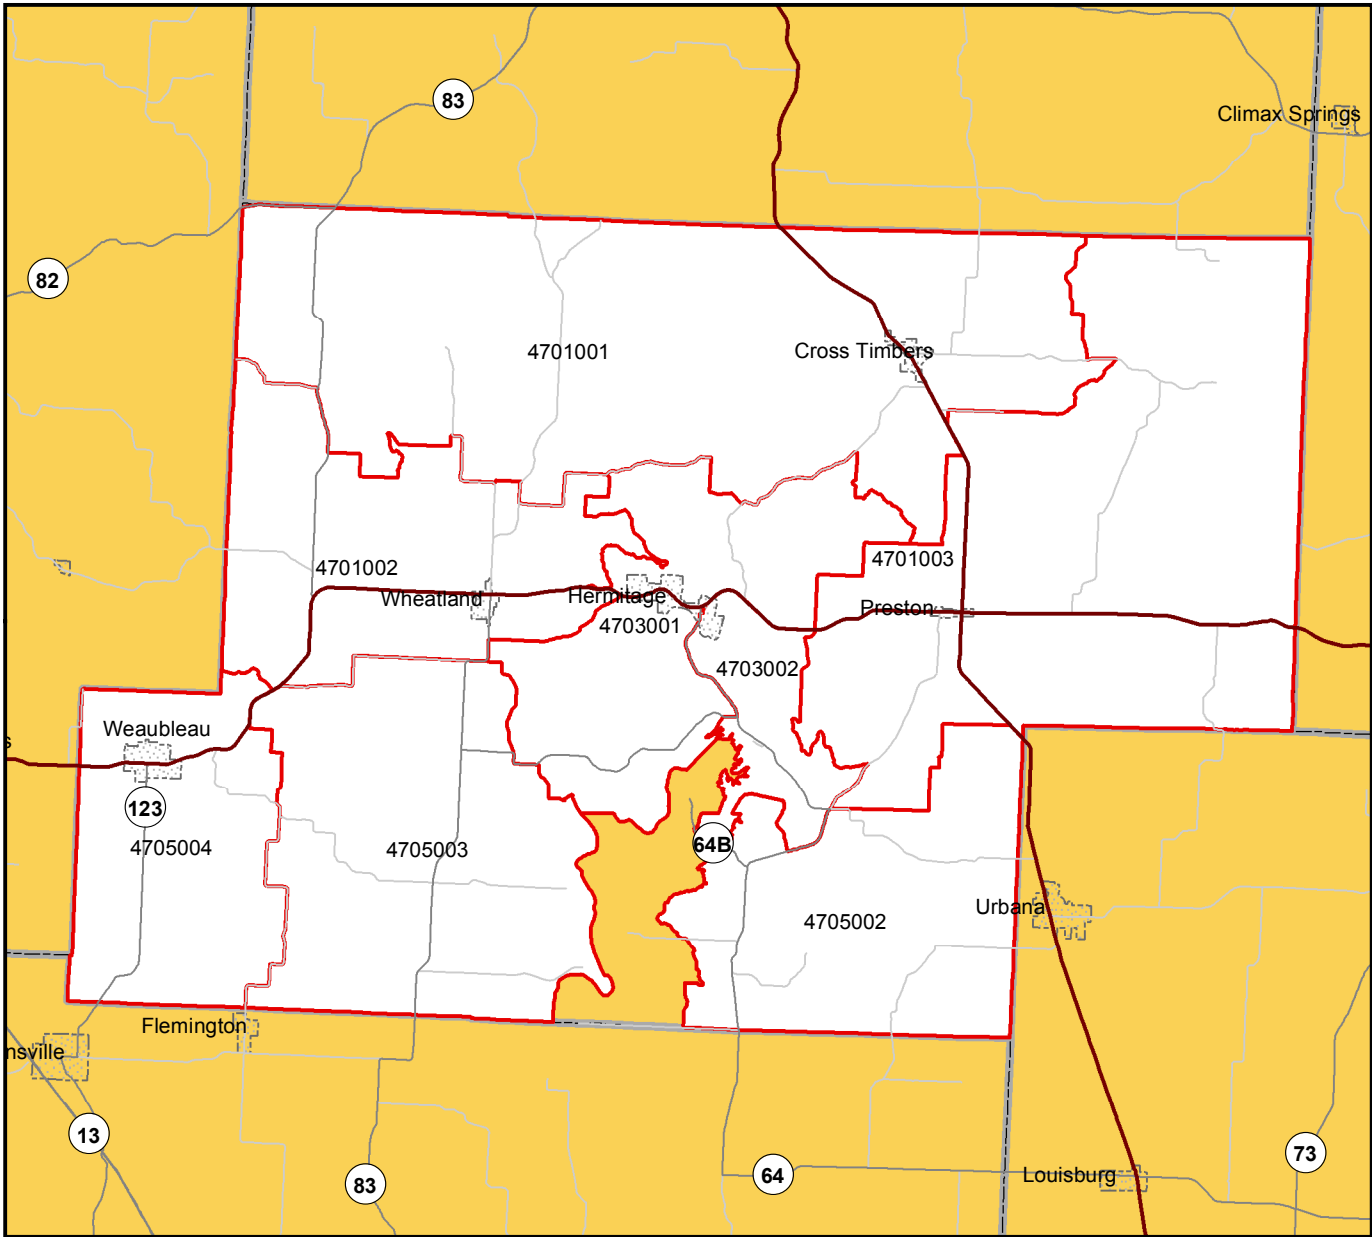 83
Climax Springs
82
4701001
Cross Timbers
4701003
4701002
Wheatland
Hermitage
Preston
4703001
4703002
Weaubleau
s
123
64B
4705004
4705003
Urbana
4705002
Flemington
nsville
13
83
64
Louisburg
73